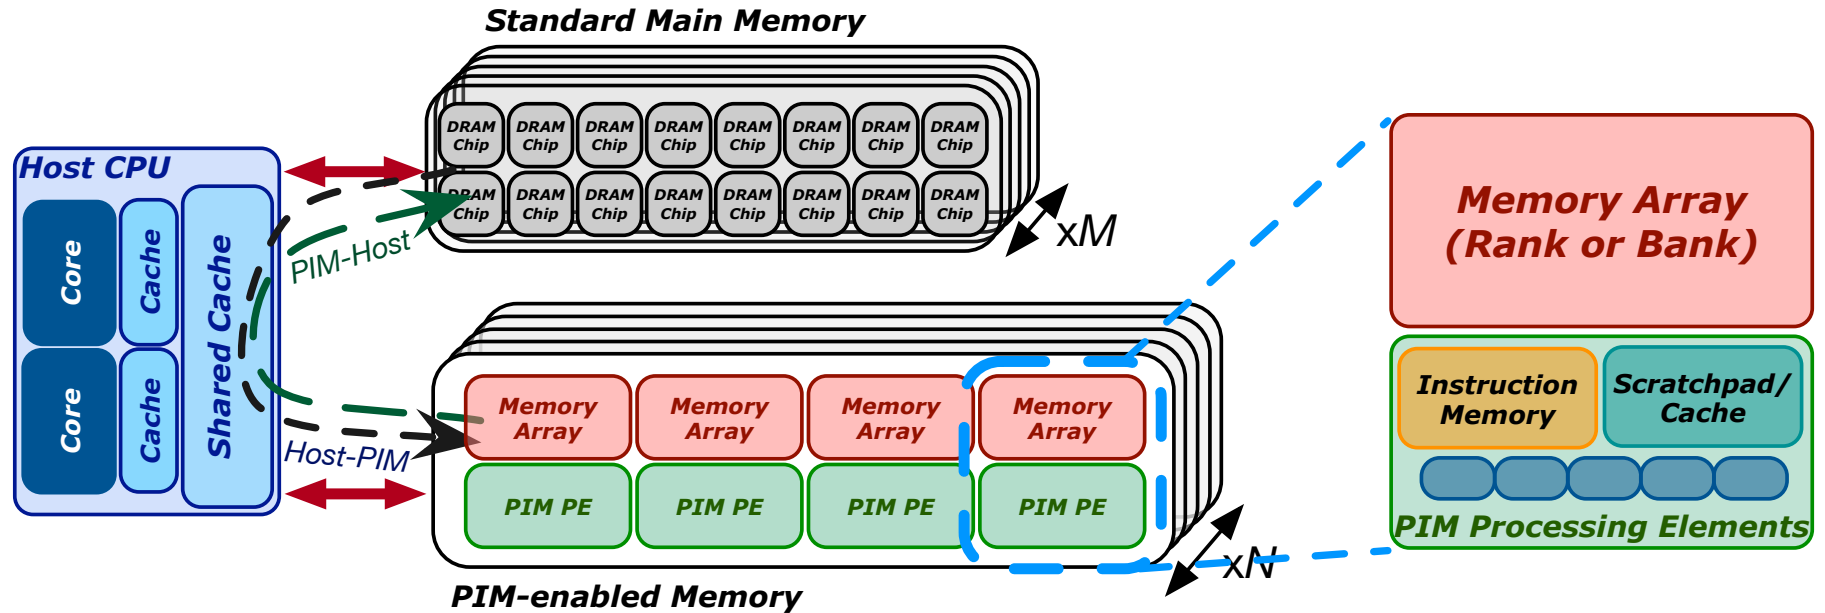 Standard Main Memory
DRAM Chip DRAM Chip DRAM Chip DRAM Chip DRAM Chip DRAM Chip DRAM Chip DRAM Chip
DRAM Chip DRAM Chip DRAM Chip DRAM Chip DRAM Chip DRAM Chip DRAM Chip DRAM Chip
xM
Host CPU
Core
Cache
Core
Cache
Shared Cache
PIM-Host
Host-PIM
Memory Array Memory Array Memory Array Memory Array
PIM PE PIM PE PIM PE PIM PE
xN
PIM-enabled Memory
Memory Array
(Rank or Bank)
Instruction
Memory
Scratchpad/
Cache
PIM Processing Elements